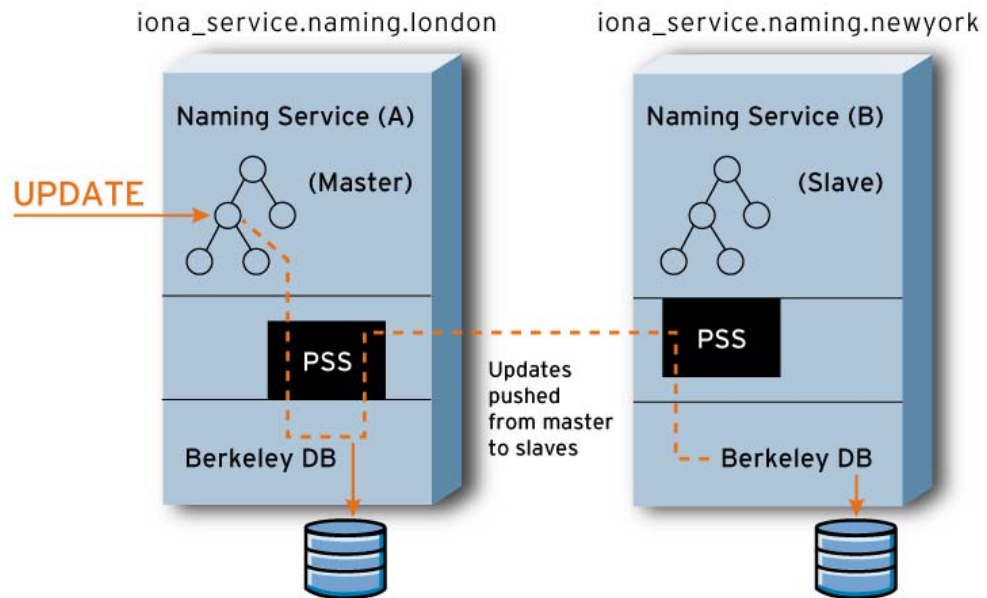 iona_service.naming.london
iona_service.naming.newyork
Naming Service (A)
(Master)
Naming Service (B)
(Slave)
UPDATE
PSS
PSS
Updates
pushed
from master
to slaves
Berkeley DB
Berkeley DB